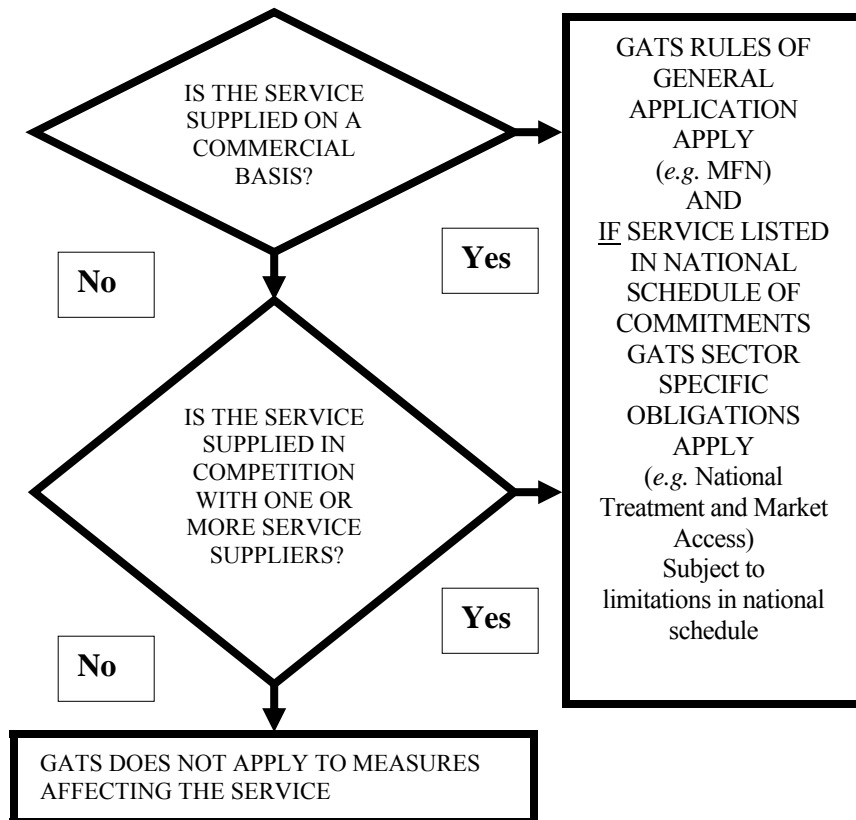 IS THE SERVICE
SUPPLIED ON A
COMMERCIAL
BASIS?
No
Yes
IS THE SERVICE
SUPPLIED IN
COMPETITION
WITH ONE OR
MORE SERVICE
SUPPLIERS?
No
Yes
GATS DOES NOT APPLY TO MEASURES
AFFECTING THE SERVICE
GATS RULES OF
GENERAL
APPLICATION
APPLY
(e.g. MFN)
AND
IF SERVICE LISTED
IN NATIONAL
SCHEDULE OF
COMMITMENTS
GATS SECTOR
SPECIFIC
OBLIGATIONS
APPLY
(e.g. National
Treatment and Market
Access)
Subject to
limitations in national
schedule